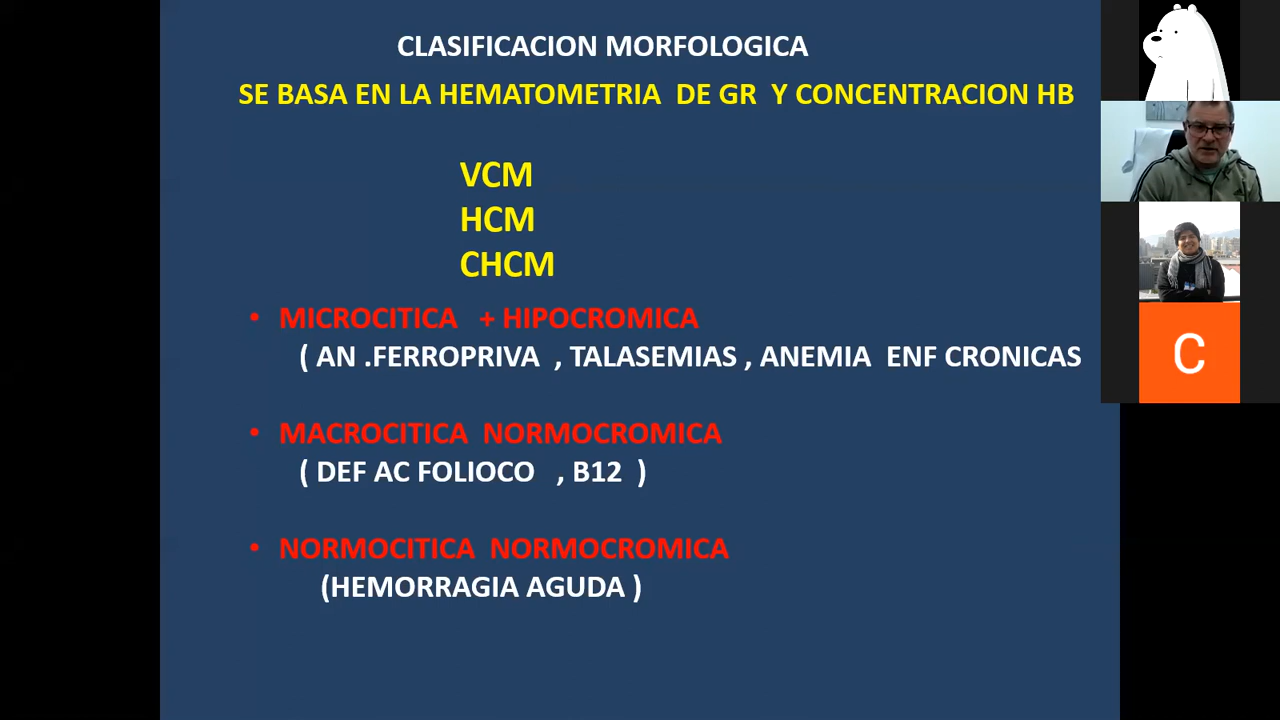 CLASIFICACION MORFOLOGICA
SE BASA EN LA HEMATOMETRIA DE GR Y CONCENTRACION HB
VCM
HCM
CHCM
• MICROCITICA + HIPOCROMICA
( AN .FERROPRIVA , TALASEMIAS , ANEMIA ENF CRONICAS
• MACROCITICA NORMOCROMICA
( DEF AC FOLIOCO , B12 )
• NORMOCITICA NORMOCROMICA
(HEMORRAGIA AGUDA )
C